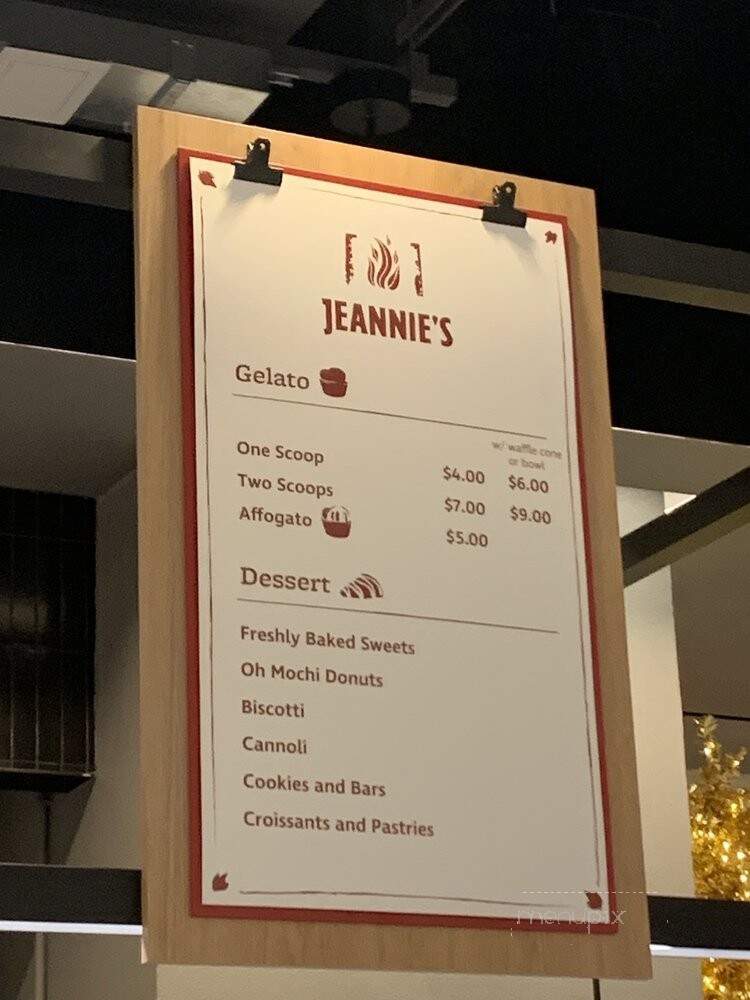 JEANNIE'S
Gelato
w/ waffle cone
or bowl
One Scoop $4.00 $6.00
Two Scoops $7.00 $9.00
Affogato $5.00
Dessert
Freshly Baked Sweets
Oh Mochi Donuts
Biscotti
Cannoli
Cookies and Bars
Croissants and Pastries
menupix